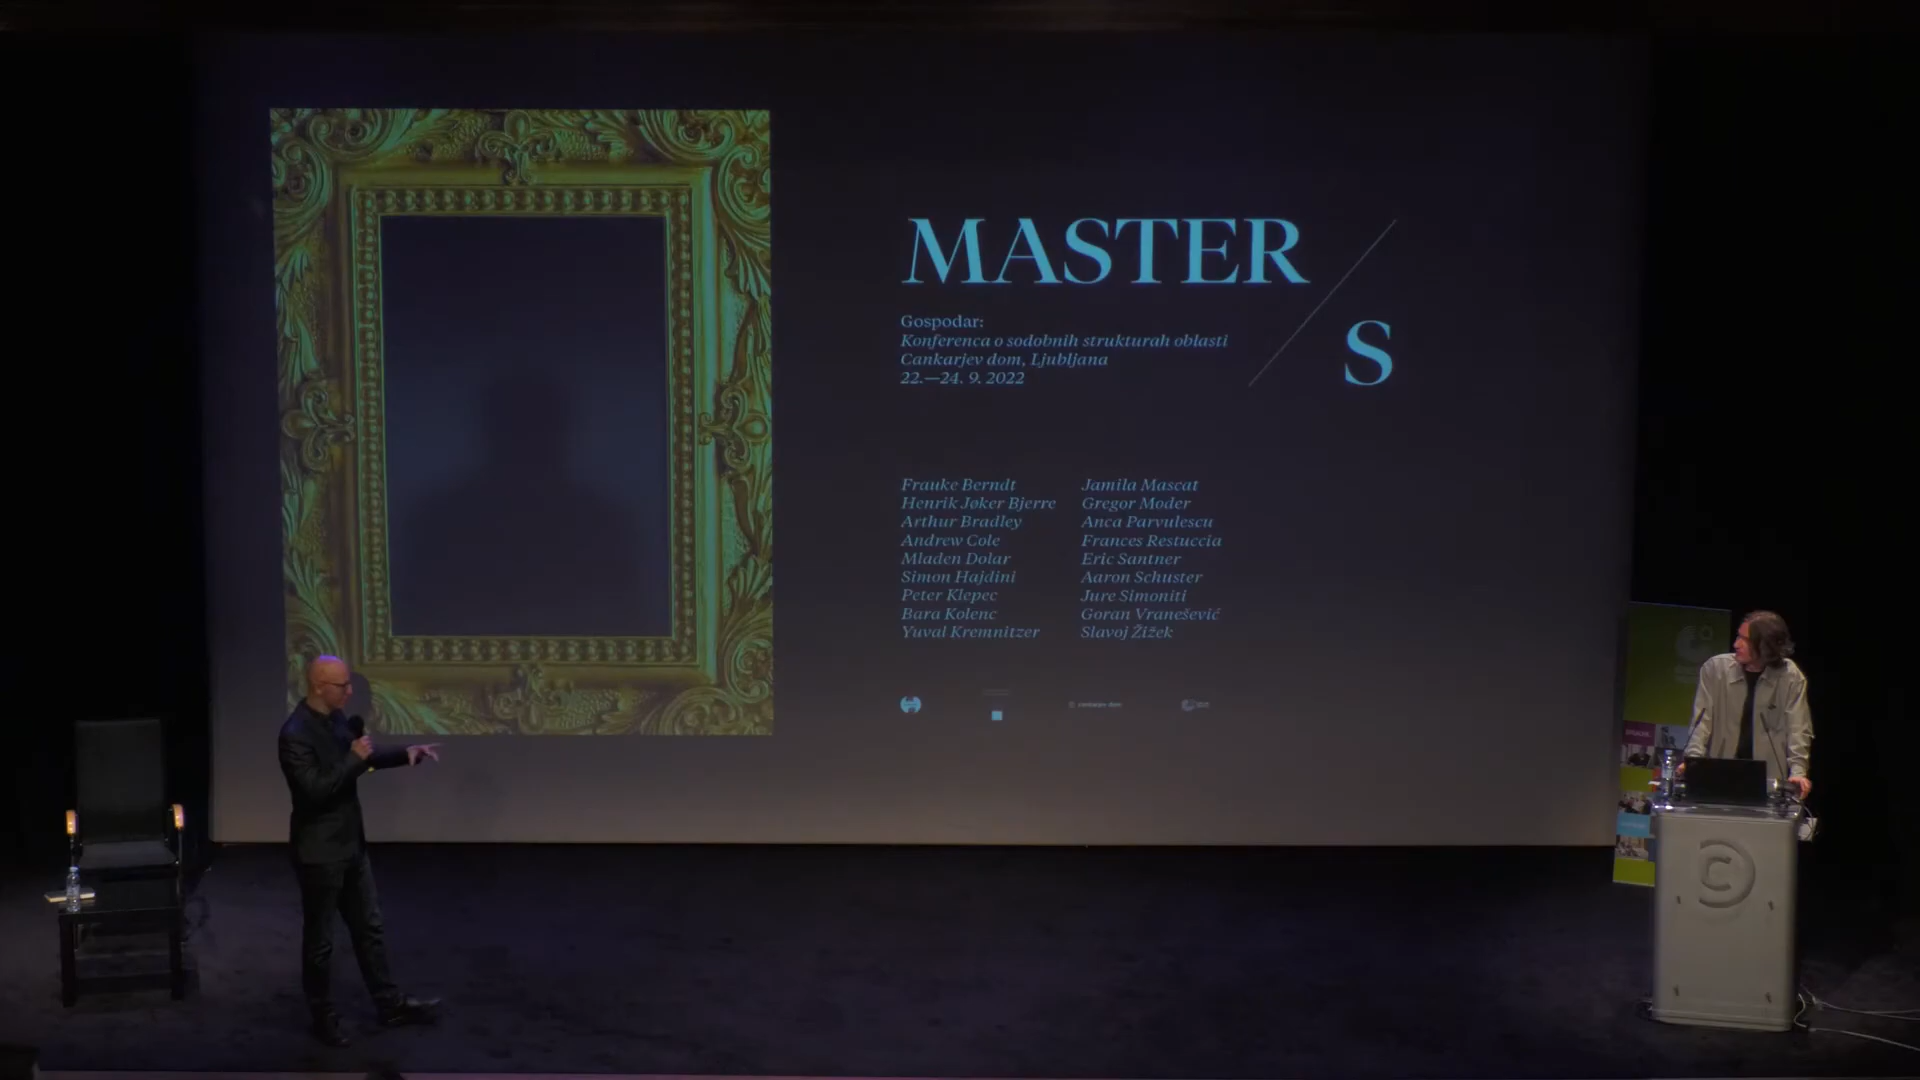 MASTER
S
Gospodar:
Konferenca o sodobnih strukturah oblasti
Cankarjev dom, Ljubljana
22.—24. 9. 2022
Frauke Berndt
Henrik Jøker Bjerre
Arthur Bradley
Andrew Cole
Mladen Dolar
Simon Hajdini
Peter Klepec
Bara Kolenc
Yuval Kremnitzer
Jamila Mascat
Gregor Moder
Anca Parvulescu
Frances Restuccia
Eric Santner
Aaron Schuster
Jure Simoniti
Goran Vranešević
Slavoj Žižek
cankarjev dom